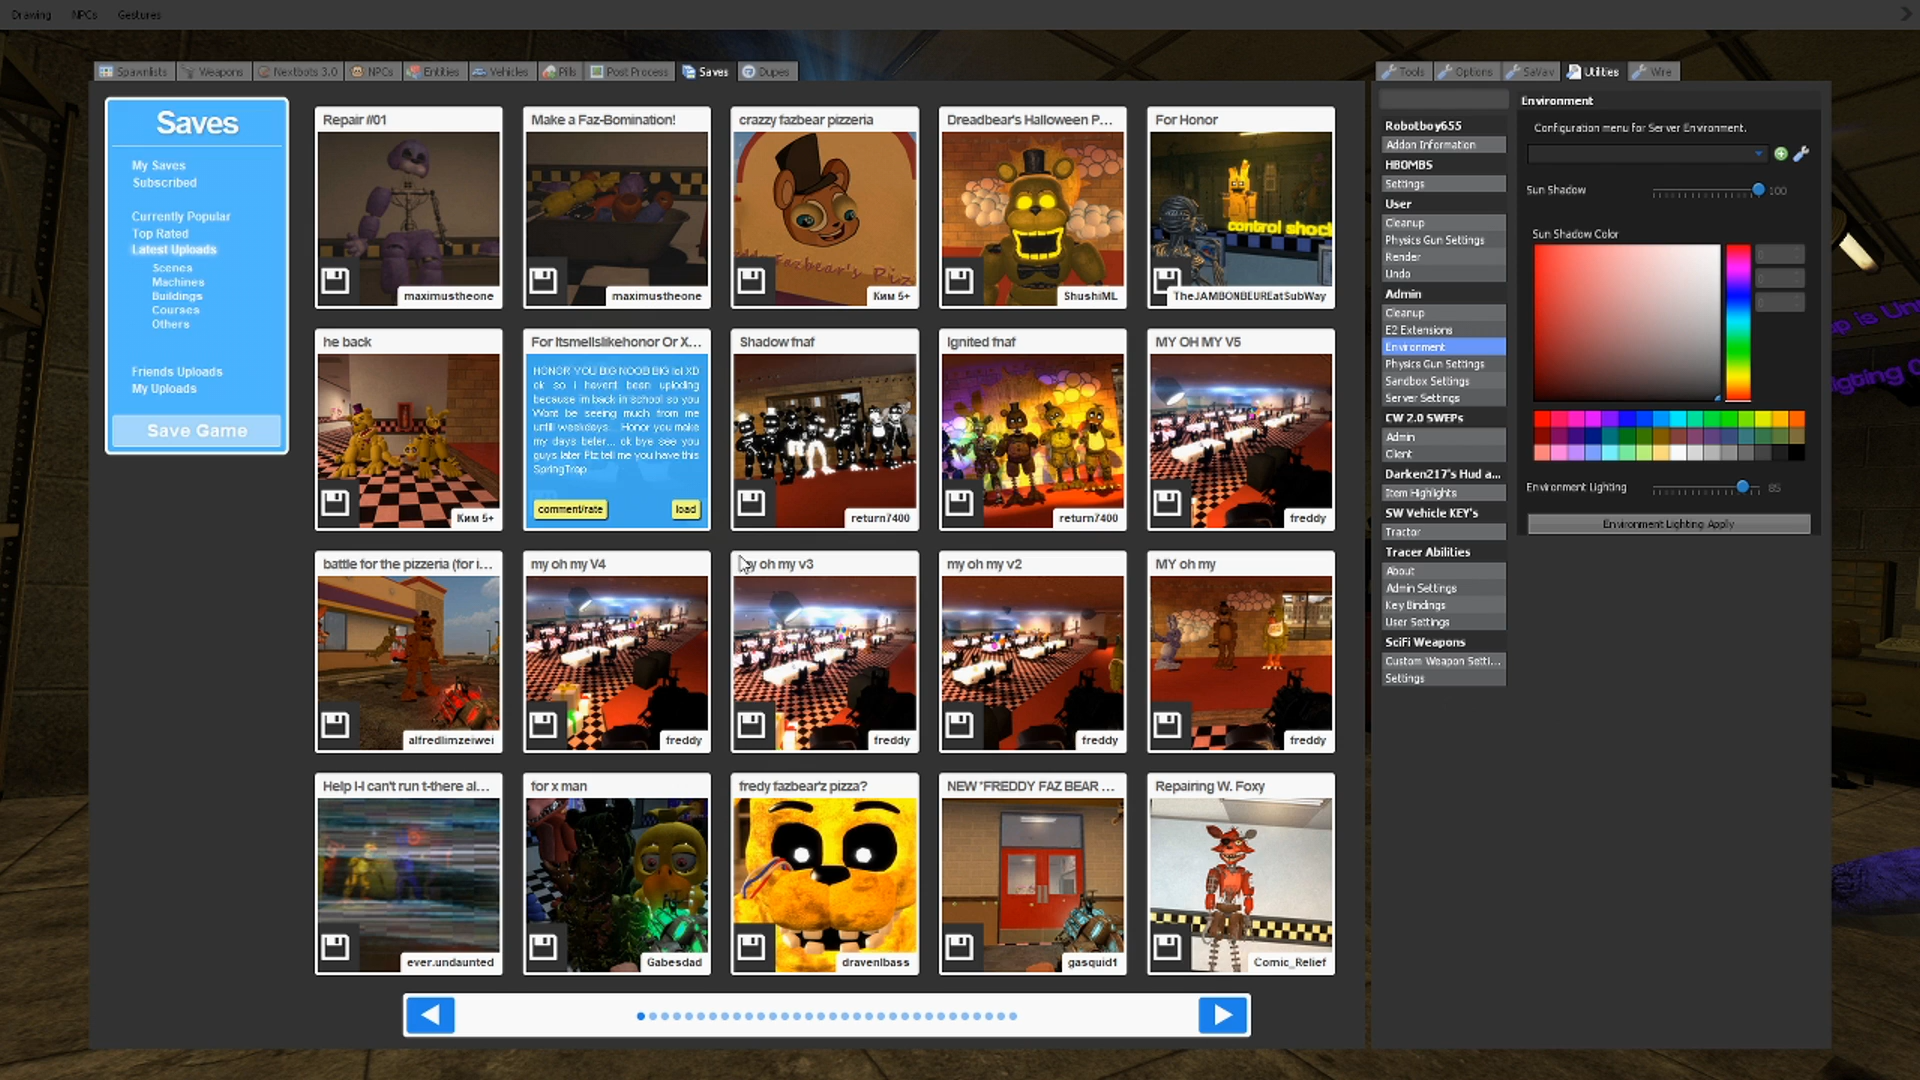 Drawing NPCs Gestures
Spawnlists Weapons Nextbots 3.0 NPCs Entities Vehicles Pills Post Process Saves Dupes
Saves
My Saves
Subscribed
Currently Popular
Top Rated
Latest Uploads
Scenes
Machines
Buildings
Courses
Others
Friends Uploads
My Uploads
Save Game
Repair //01
maximustheone
Make a Faz-Bomination!
maximustheone
crazzy fazbear pizzeria
Ким 5+
Dreadbear's Halloween P...
ShushiML
For Honor
control shock
TheJAMBONBEUREatSubWay
he back
Ким 5+
For Itsmellslikehonor Or X...
HONOR YOU BIG NOOB BIG lol XD
ok so i havent been uploding
because im back in school so you
Wont be seeing much from me
untill weekdays... Honor you make
my days beter... ok bye see you
guys later Plz tell me you have this
SpringTrap
comment/rate load
Shadow fnaf
return7400
Ignited fnaf
return7400
MY OH MY V5
freddy
battle for the pizzeria (for i...
alfredlimzeiwei
my oh my V4
freddy
my oh my v3
freddy
my oh my v2
freddy
MY oh my
freddy
Help I-I can't run t-there al...
ever.undaunted
for x man
Gabesdad
fredy fazbear'z pizza?
dravenlbass
NEW "FREDDY FAZ BEAR ...
gasquid1
Repairing W. Foxy
Comic_Relief
Tools Options SaVav Utilities Wire
Robotboy655
Addon Information
HBOMBS
Settings
User
Cleanup
Physics Gun Settings
Render
Undo
Admin
Cleanup
E2 Extensions
Environment
Physics Gun Settings
Sandbox Settings
Server Settings
CW 2.0 SWEPs
Admin
Client
Darken217's Hud a...
Item Highlights
SW Vehicle KEY's
Tractor
Tracer Abilities
About
Admin Settings
Key Bindings
User Settings
SciFi Weapons
Custom Weapon Setti...
Settings
Environment
Configuration menu for Server Environment.
Sun Shadow 100
Sun Shadow Color
0
0
0
Environment Lighting 85
Environment Lighting Apply